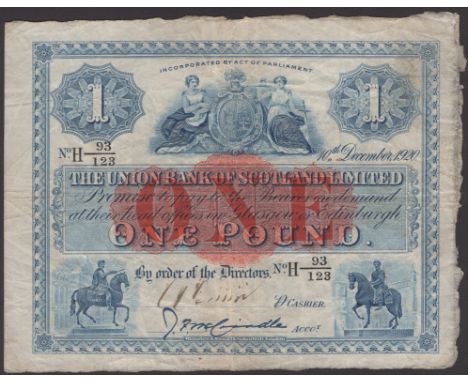 INCORPORATED BY ACT OF PARLIAMENT
1 1
No. H 93/123
10th December, 1920.
THE UNION BANK OF SCOTLAND LIMITED
Promise to pay to the Bearer on demand
at their head offices in Glasgow or Edinburgh
ONE
ONE POUND.
By order of the Directors. No. H 93/123
P CASHIER.
ACCOT.